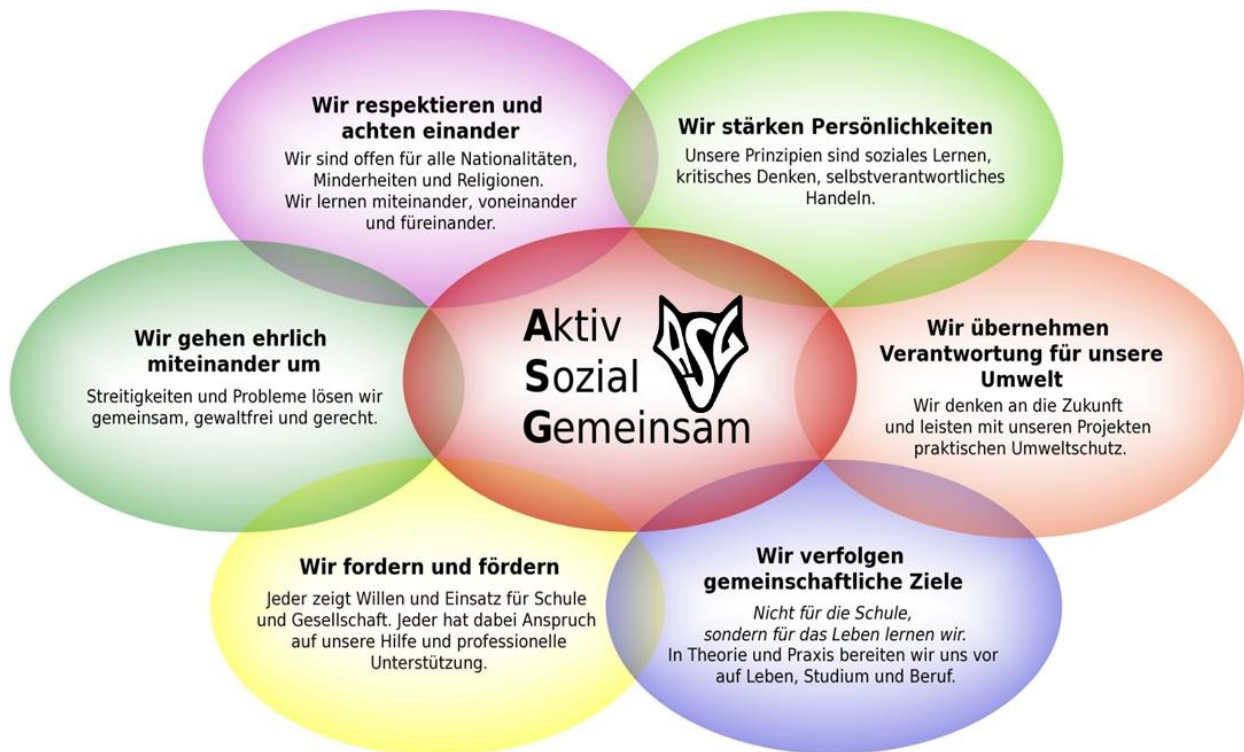 Wir respektieren und
achten einander
Wir sind offen für alle Nationalitäten,
Minderheiten und Religionen.
Wir lernen miteinander, voneinander
und füreinander.
Wir stärken Persönlichkeiten
Unsere Prinzipien sind soziales Lernen,
kritisches Denken, selbstverantwortliches
Handeln.
Wir gehen ehrlich
miteinander um
Streitigkeiten und Probleme lösen wir
gemeinsam, gewaltfrei und gerecht.
Aktiv
Sozial
Gemeinsam
ASG
Wir übernehmen
Verantwortung für unsere
Umwelt
Wir denken an die Zukunft
und leisten mit unseren Projekten
praktischen Umweltschutz.
Wir fordern und fördern
Jeder zeigt Willen und Einsatz für Schule
und Gesellschaft. Jeder hat dabei Anspruch
auf unsere Hilfe und professionelle
Unterstützung.
Wir verfolgen
gemeinschaftliche Ziele
Nicht für die Schule,
sondern für das Leben lernen wir.
In Theorie und Praxis bereiten wir uns vor
auf Leben, Studium und Beruf.